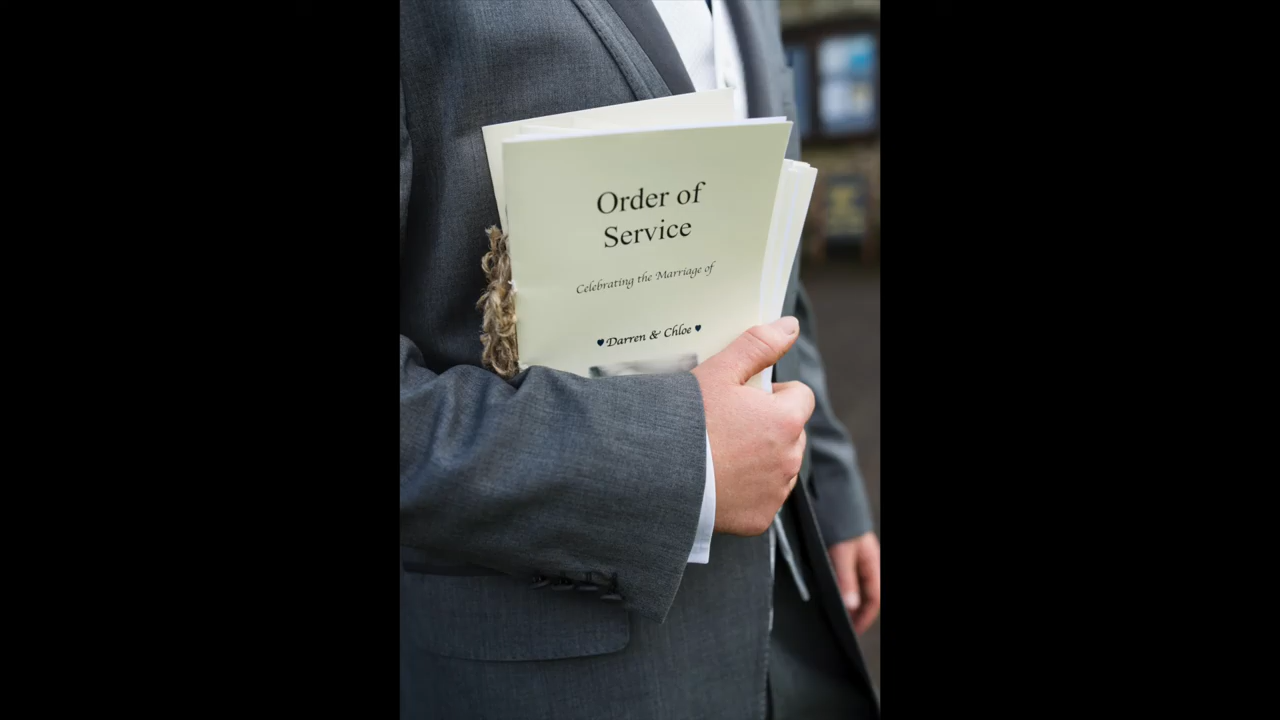 Order of
Service
Celebrating the Marriage of
♥Darren & Chloe♥